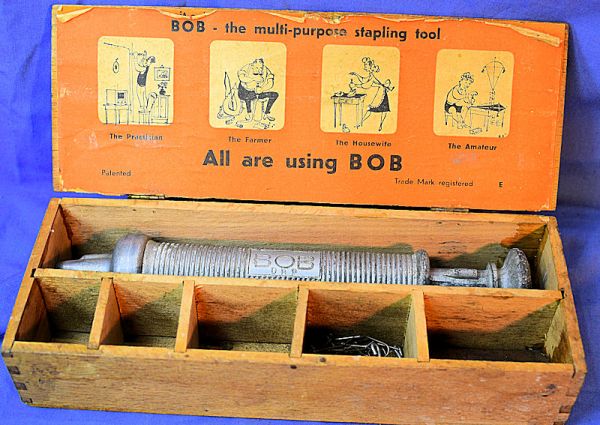 BOB - the multi-purpose stapling tool
The Practician
The Farmer
The Housewife
The Amateur
All are using BOB
Patented
Trade Mark registered E
BOB